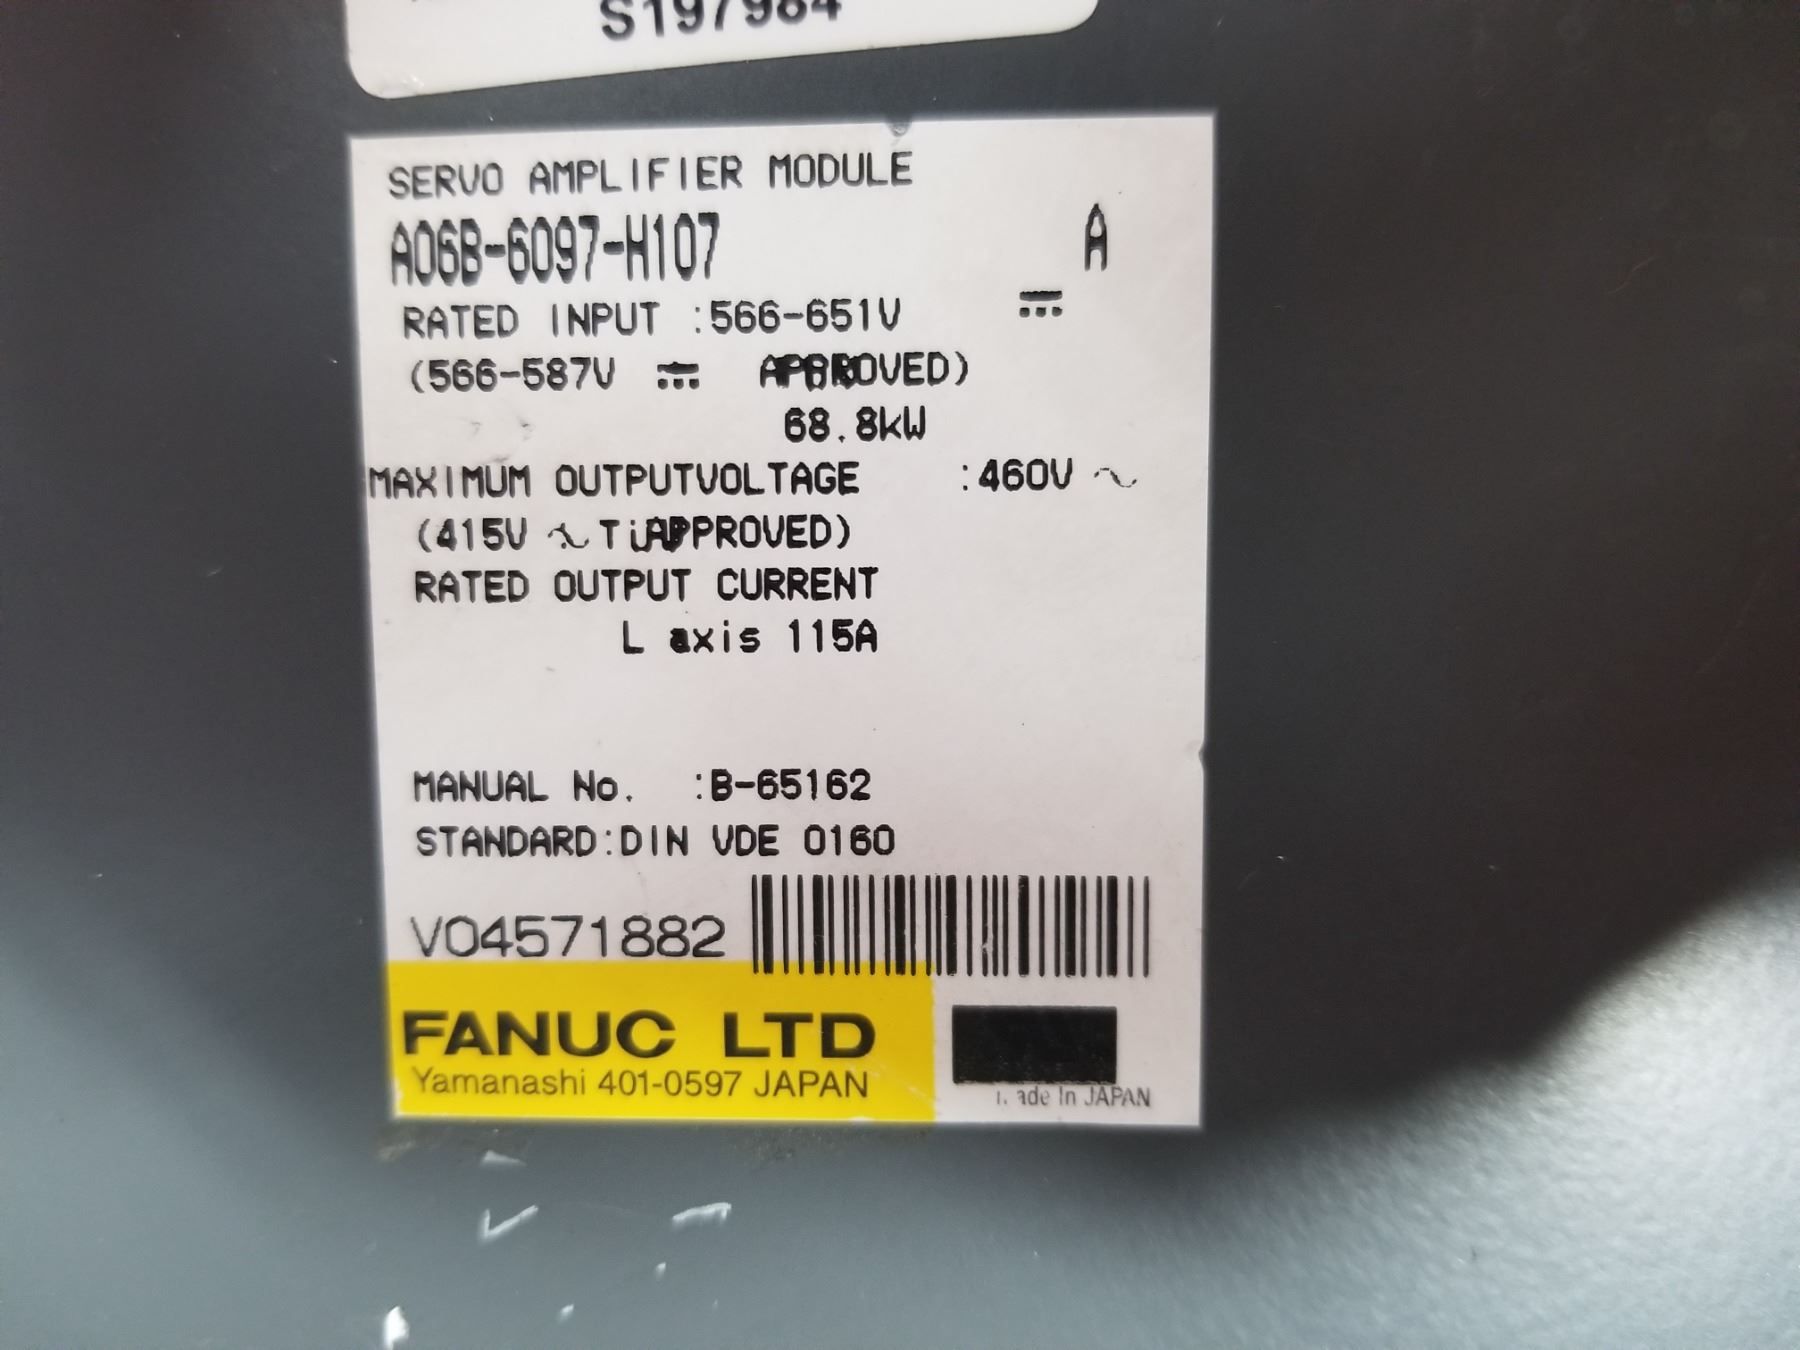 S197984
SERVO AMPLIFIER MODULE
A06B-6097-H107 A
RATED INPUT :566-651V ⎓
(566-587V ⎓ APPROVED)
68.8kW
MAXIMUM OUTPUTVOLTAGE :460V ~
(415V ~ APPROVED)
RATED OUTPUT CURRENT
L axis 115A
MANUAL No. :B-65162
STANDARD:DIN VDE 0160
V04571882
FANUC LTD
Yamanashi 401-0597 JAPAN
In JAPAN